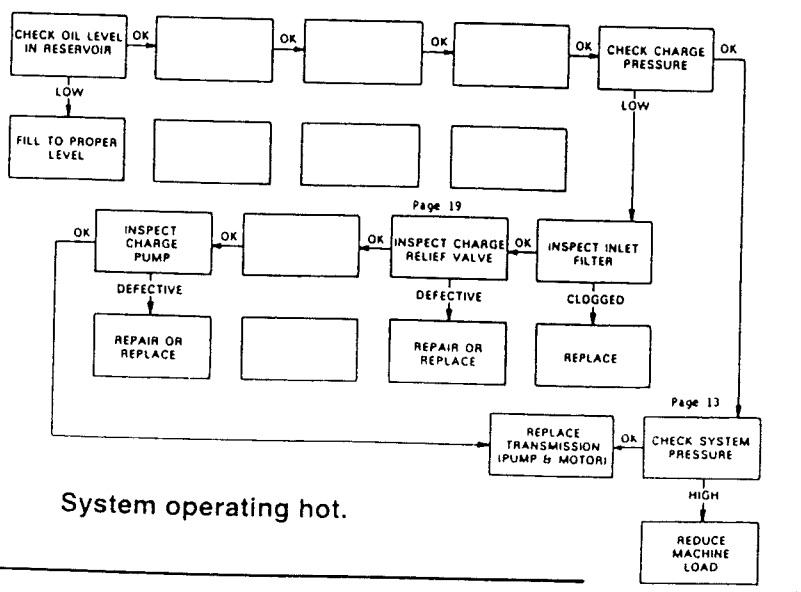 CHECK OIL LEVEL
IN RESERVOIR
OK
OK
OK
OK
CHECK CHARGE
PRESSURE
OK
LOW
LOW
FILL TO PROPER
LEVEL
Page 19
OK
INSPECT
CHARGE
PUMP
OK
OK
INSPECT CHARGE
RELIEF VALVE
OK
INSPECT INLET
FILTER
DEFECTIVE
DEFECTIVE
CLOGGED
REPAIR OR
REPLACE
REPAIR OR
REPLACE
REPLACE
Page 13
REPLACE
TRANSMISSION
(PUMP & MOTOR)
OK
CHECK SYSTEM
PRESSURE
HIGH
System operating hot.
REDUCE
MACHINE
LOAD